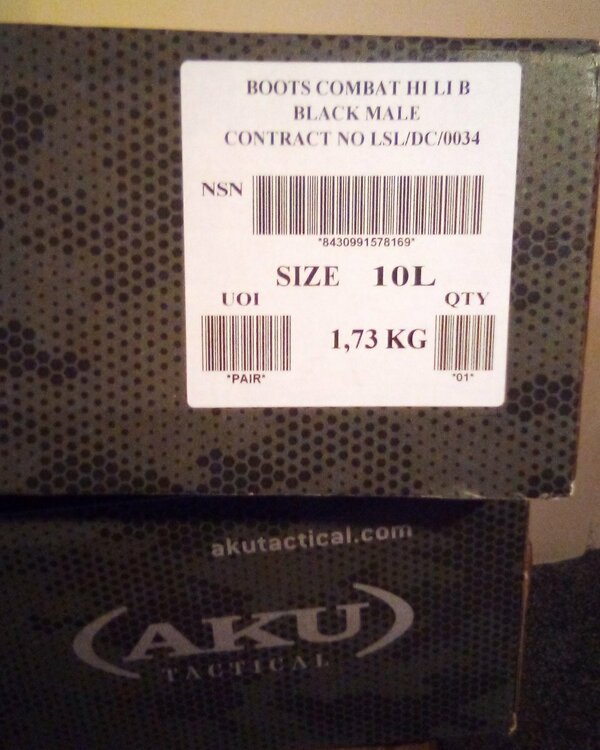 BOOTS COMBAT HI LI B
BLACK MALE
CONTRACT NO LSL/DC/0034
NSN
*8430991578169*
SIZE 10L
UOI
QTY
1,73 KG
*PAIR*
*01*
akutactical.com
(AKU)
TACTICAL